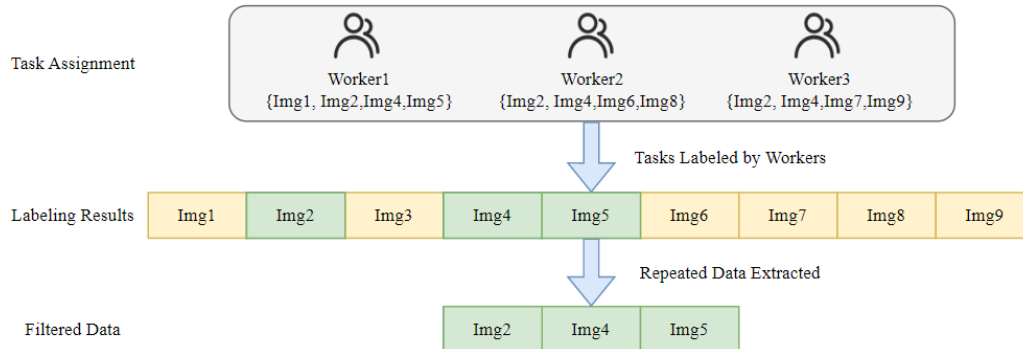 Task Assignment
Worker1 Worker2 Worker3
{Img1, Img2,Img4,Img5} {Img2, Img4,Img6,Img8} {Img2, Img4,Img7,Img9}
Tasks Labeled by Workers
Labeling Results Img1 Img2 Img3 Img4 Img5 Img6 Img7 Img8 Img9
Repeated Data Extracted
Filtered Data Img2 Img4 Img5